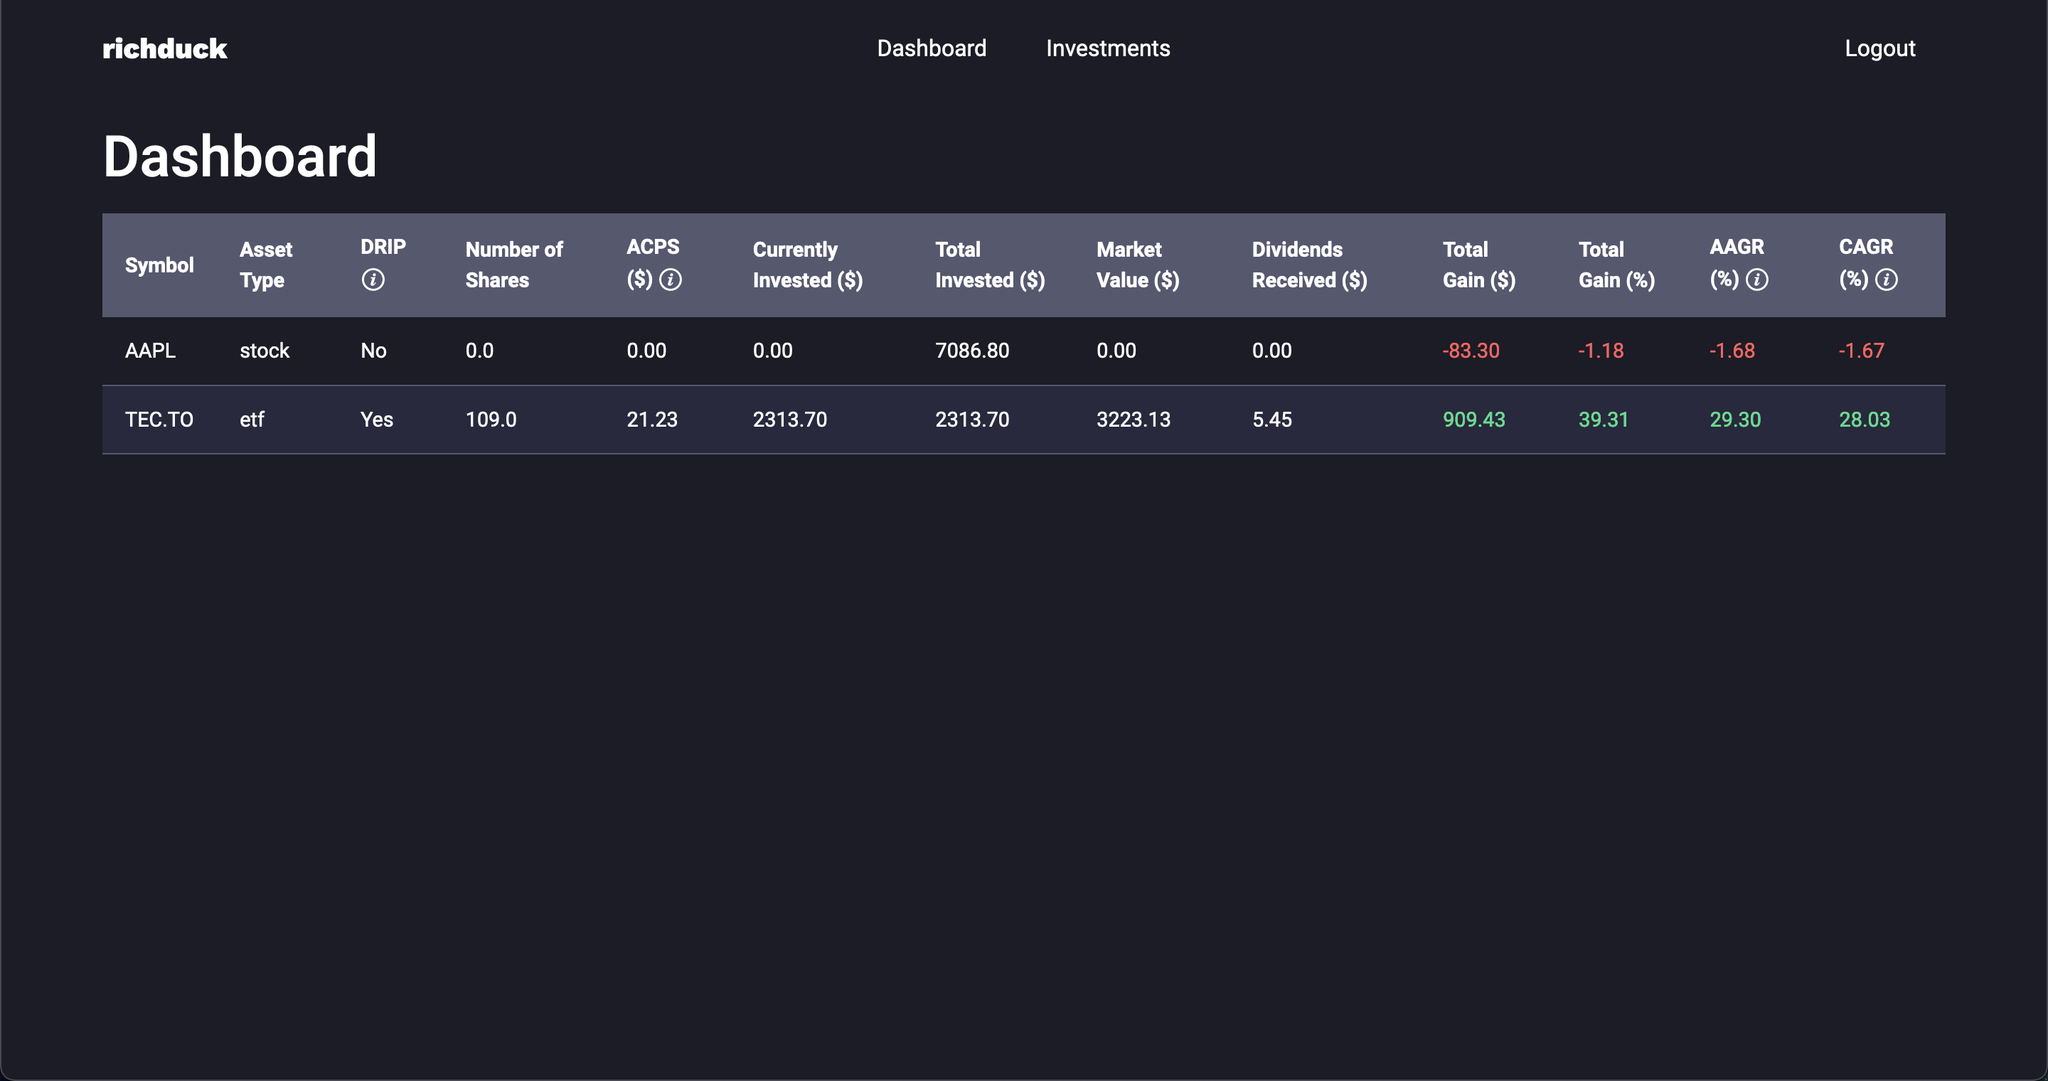 richduck Dashboard Investments Logout
Dashboard
Symbol Asset Type DRIP Number of Shares ACPS ($) Currently Invested ($) Total Invested ($) Market Value ($) Dividends Received ($) Total Gain ($) Total Gain (%) AAGR (%) CAGR (%)
AAPL stock No 0.0 0.00 0.00 7086.80 0.00 0.00 -83.30 -1.18 -1.68 -1.67
TEC.TO etf Yes 109.0 21.23 2313.70 2313.70 3223.13 5.45 909.43 39.31 29.30 28.03